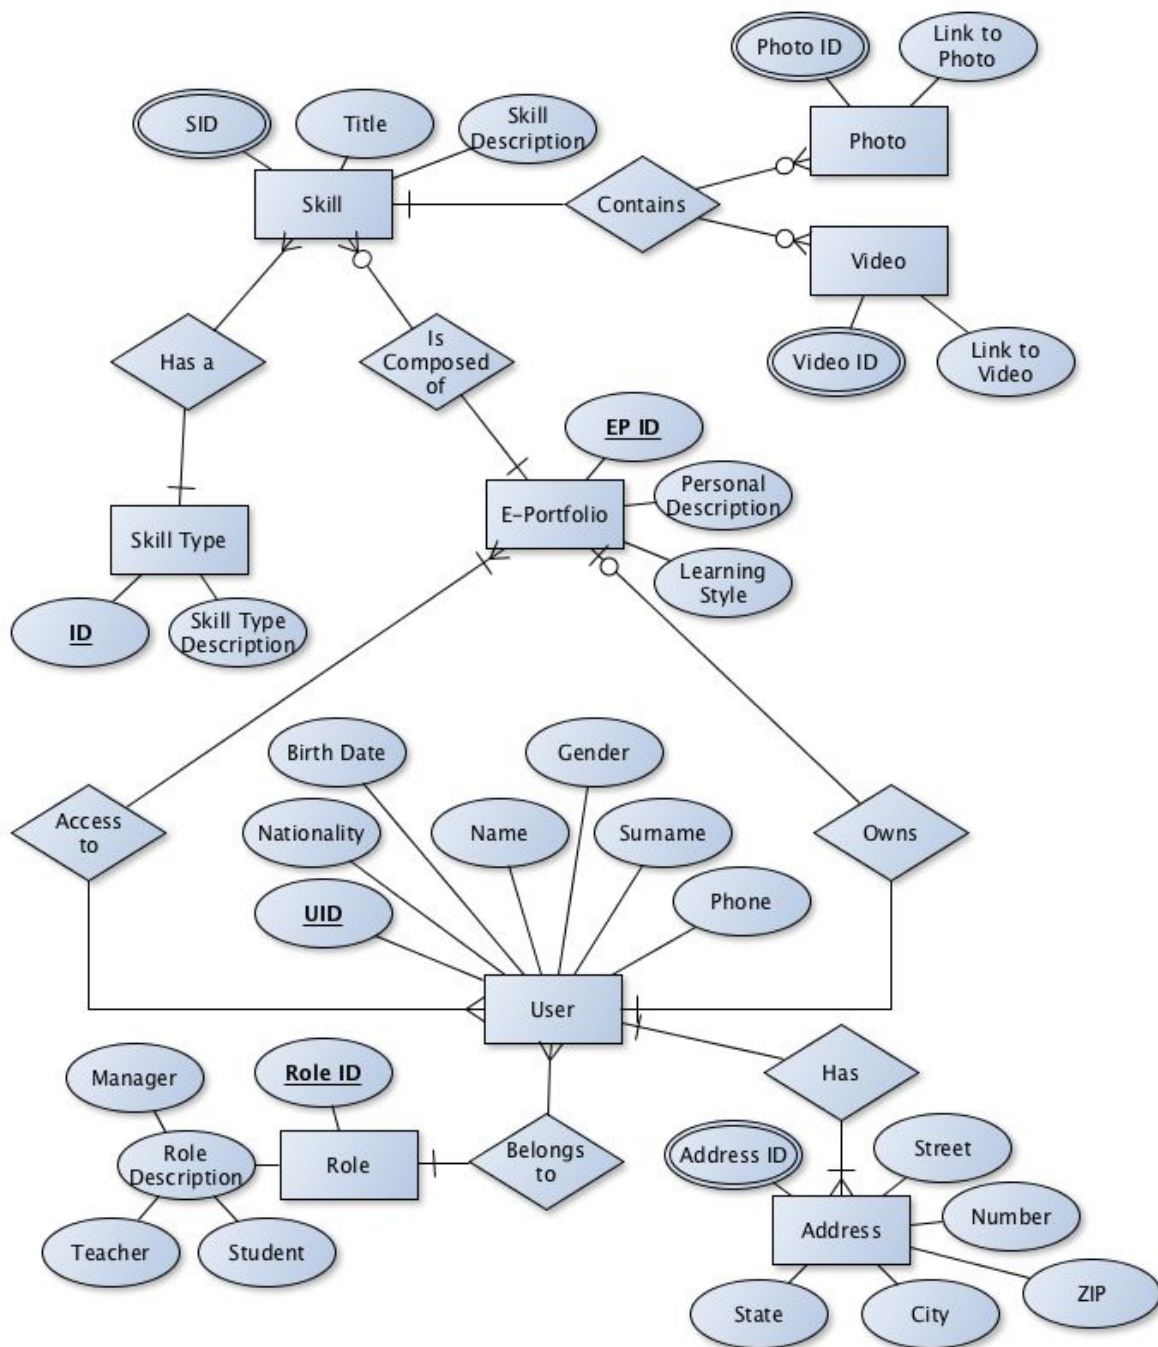 Photo ID
Link to
Photo
SID
Title
Skill
Description
Photo
Skill
Contains
Video
Has a
Is
Composed
of
Video ID
Link to
Video
EP ID
Personal
Description
E-Portfolio
Skill Type
Learning
Style
ID
Skill Type
Description
Birth Date
Gender
Access
to
Nationality
Name
Surname
Owns
UID
Phone
User
Manager
Role ID
Has
Role
Description
Role
Belongs
to
Address ID
Street
Teacher
Student
Address
Number
State
City
ZIP